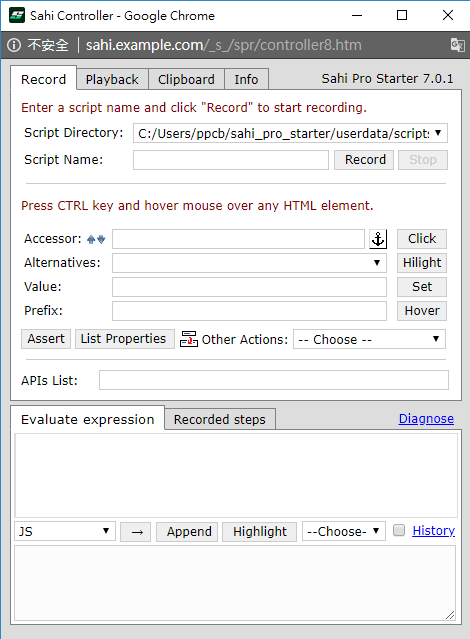 Sahi Controller - Google Chrome
不安全 sahi.example.com/_s_/spr/controller8.htm
Record Playback Clipboard Info Sahi Pro Starter 7.0.1
Enter a script name and click "Record" to start recording.
Script Directory: C:/Users/ppcb/sahi_pro_starter/userdata/scripts
Script Name: Record Stop
Press CTRL key and hover mouse over any HTML element.
Accessor: Click
Alternatives: Hilight
Value: Set
Prefix: Hover
Assert List Properties Other Actions: -- Choose --
APIs List:
Evaluate expression Recorded steps Diagnose
JS → Append Highlight --Choose- History